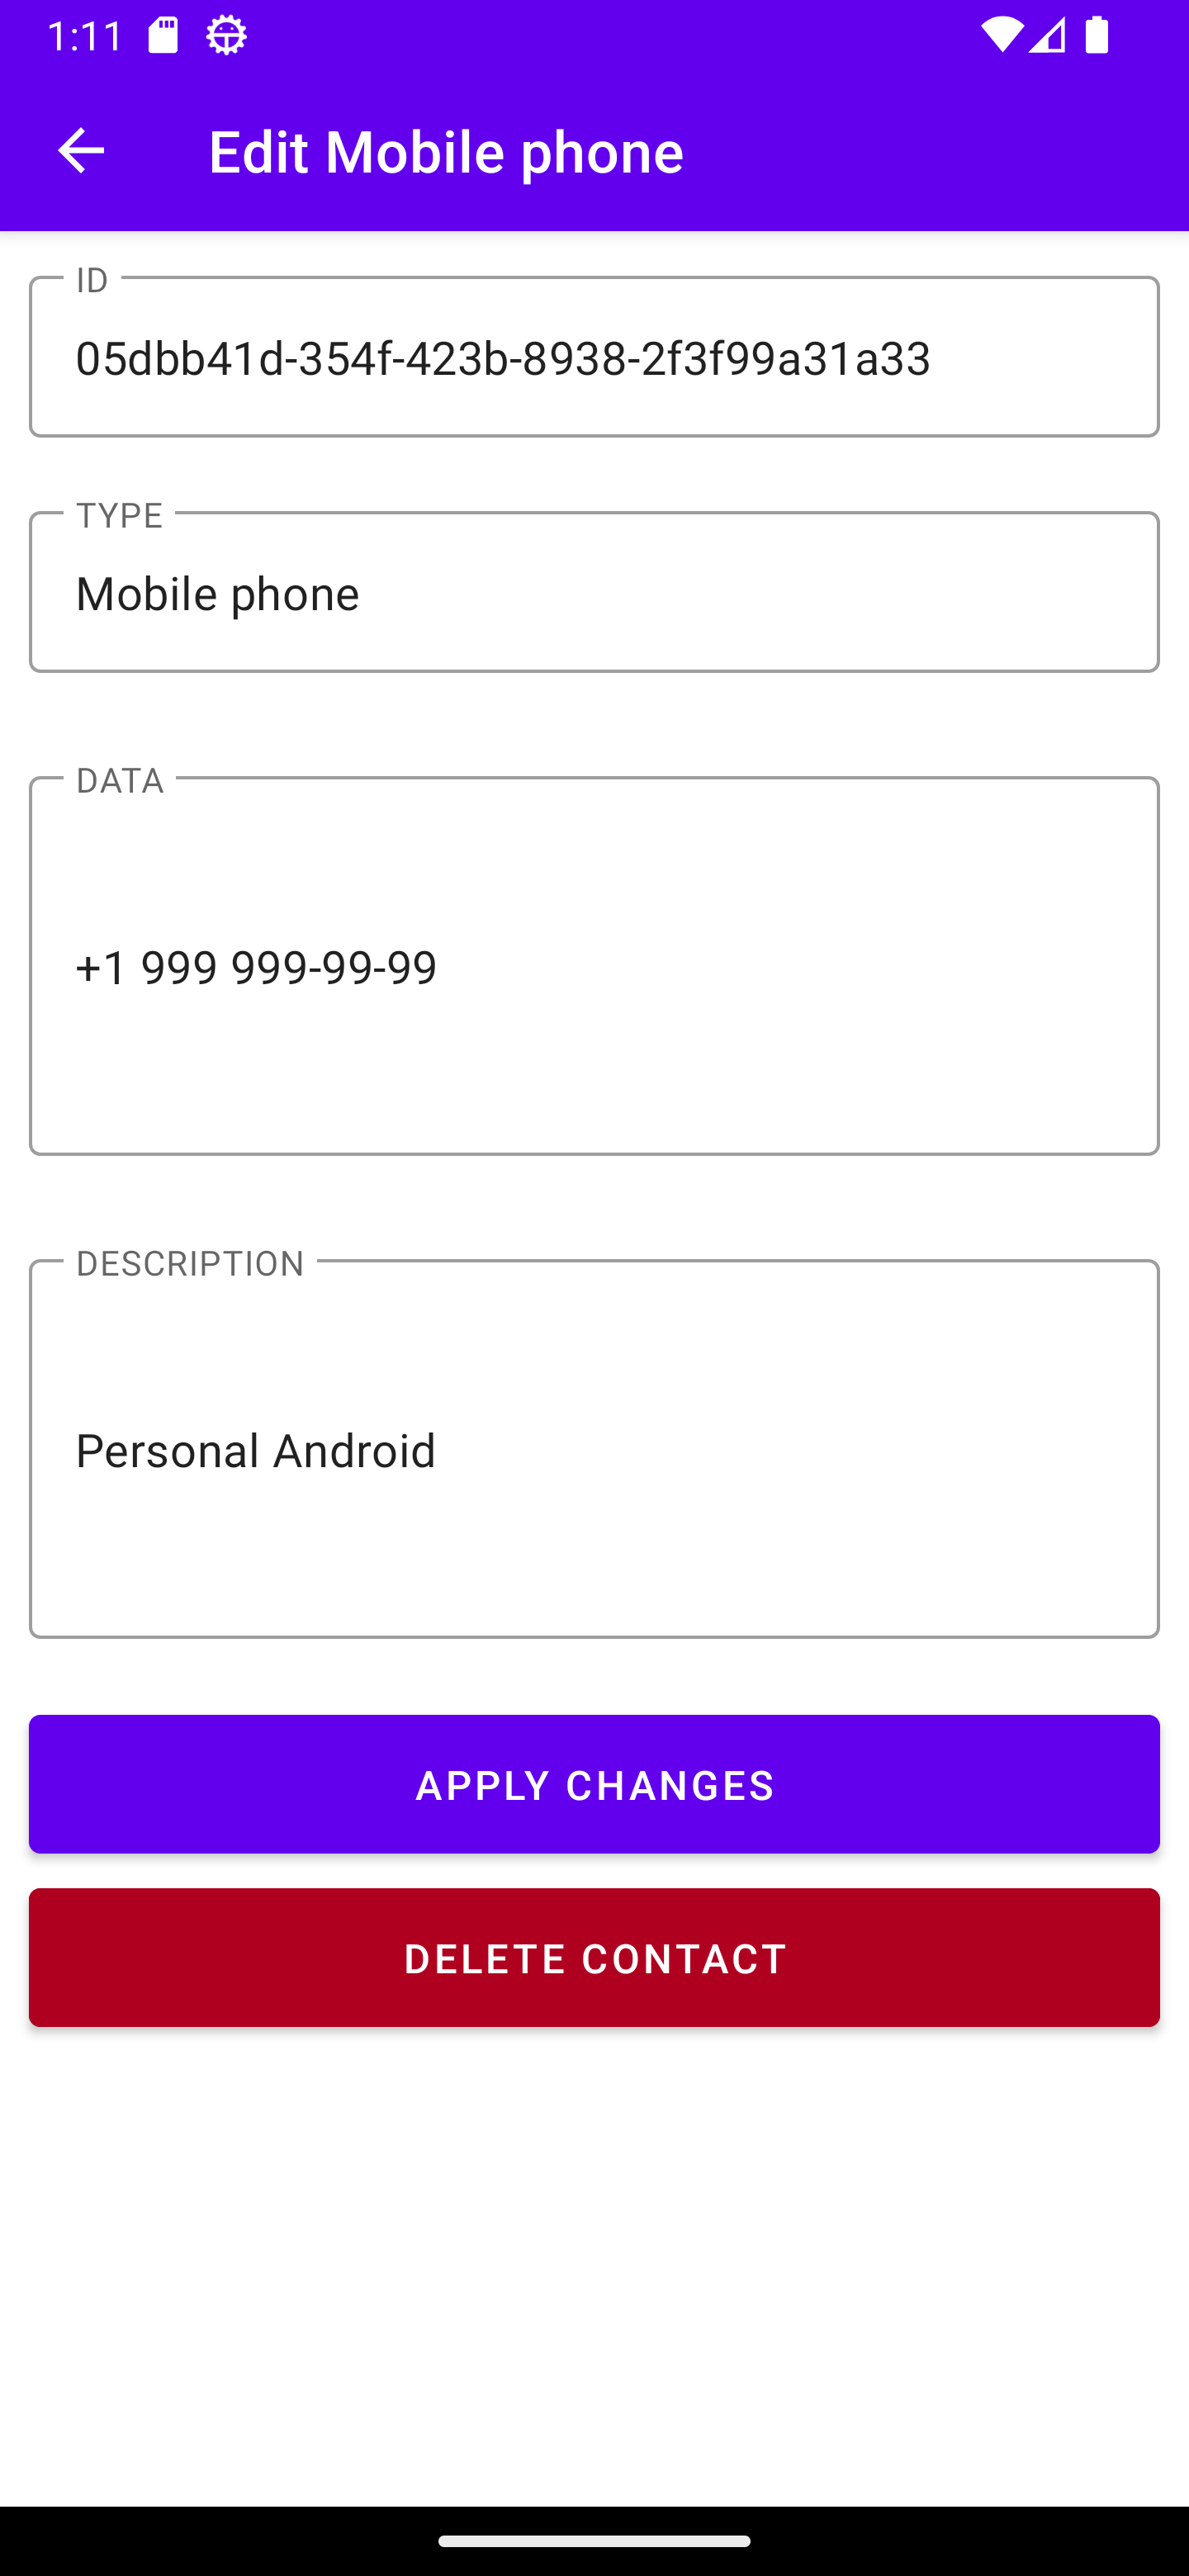 1:11
Edit Mobile phone
ID
05dbb41d-354f-423b-8938-2f3f99a31a33
TYPE
Mobile phone
DATA
+1 999 999-99-99
DESCRIPTION
Personal Android
APPLY CHANGES
DELETE CONTACT